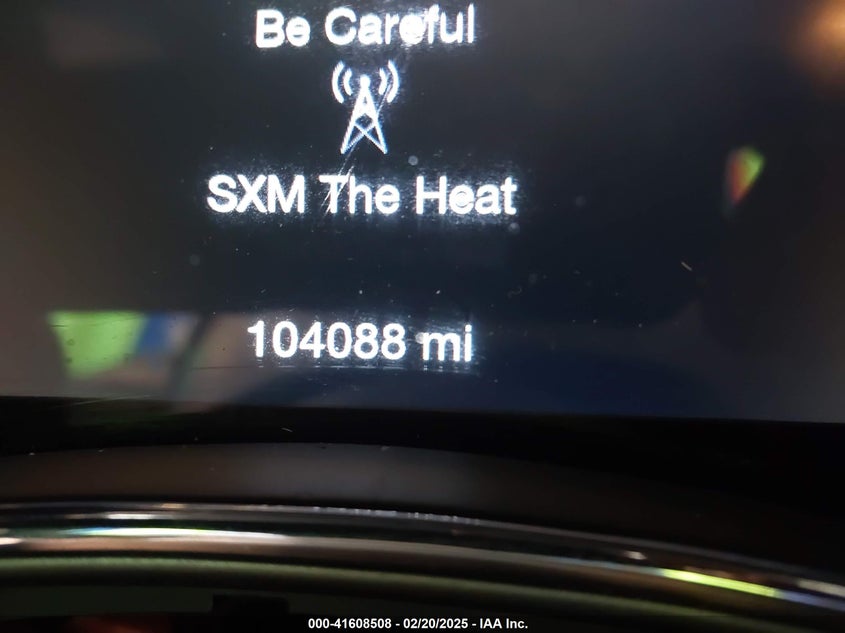 Be Careful
SXM The Heat
104088 mi
000-41608508 - 02/20/2025 - IAA Inc.